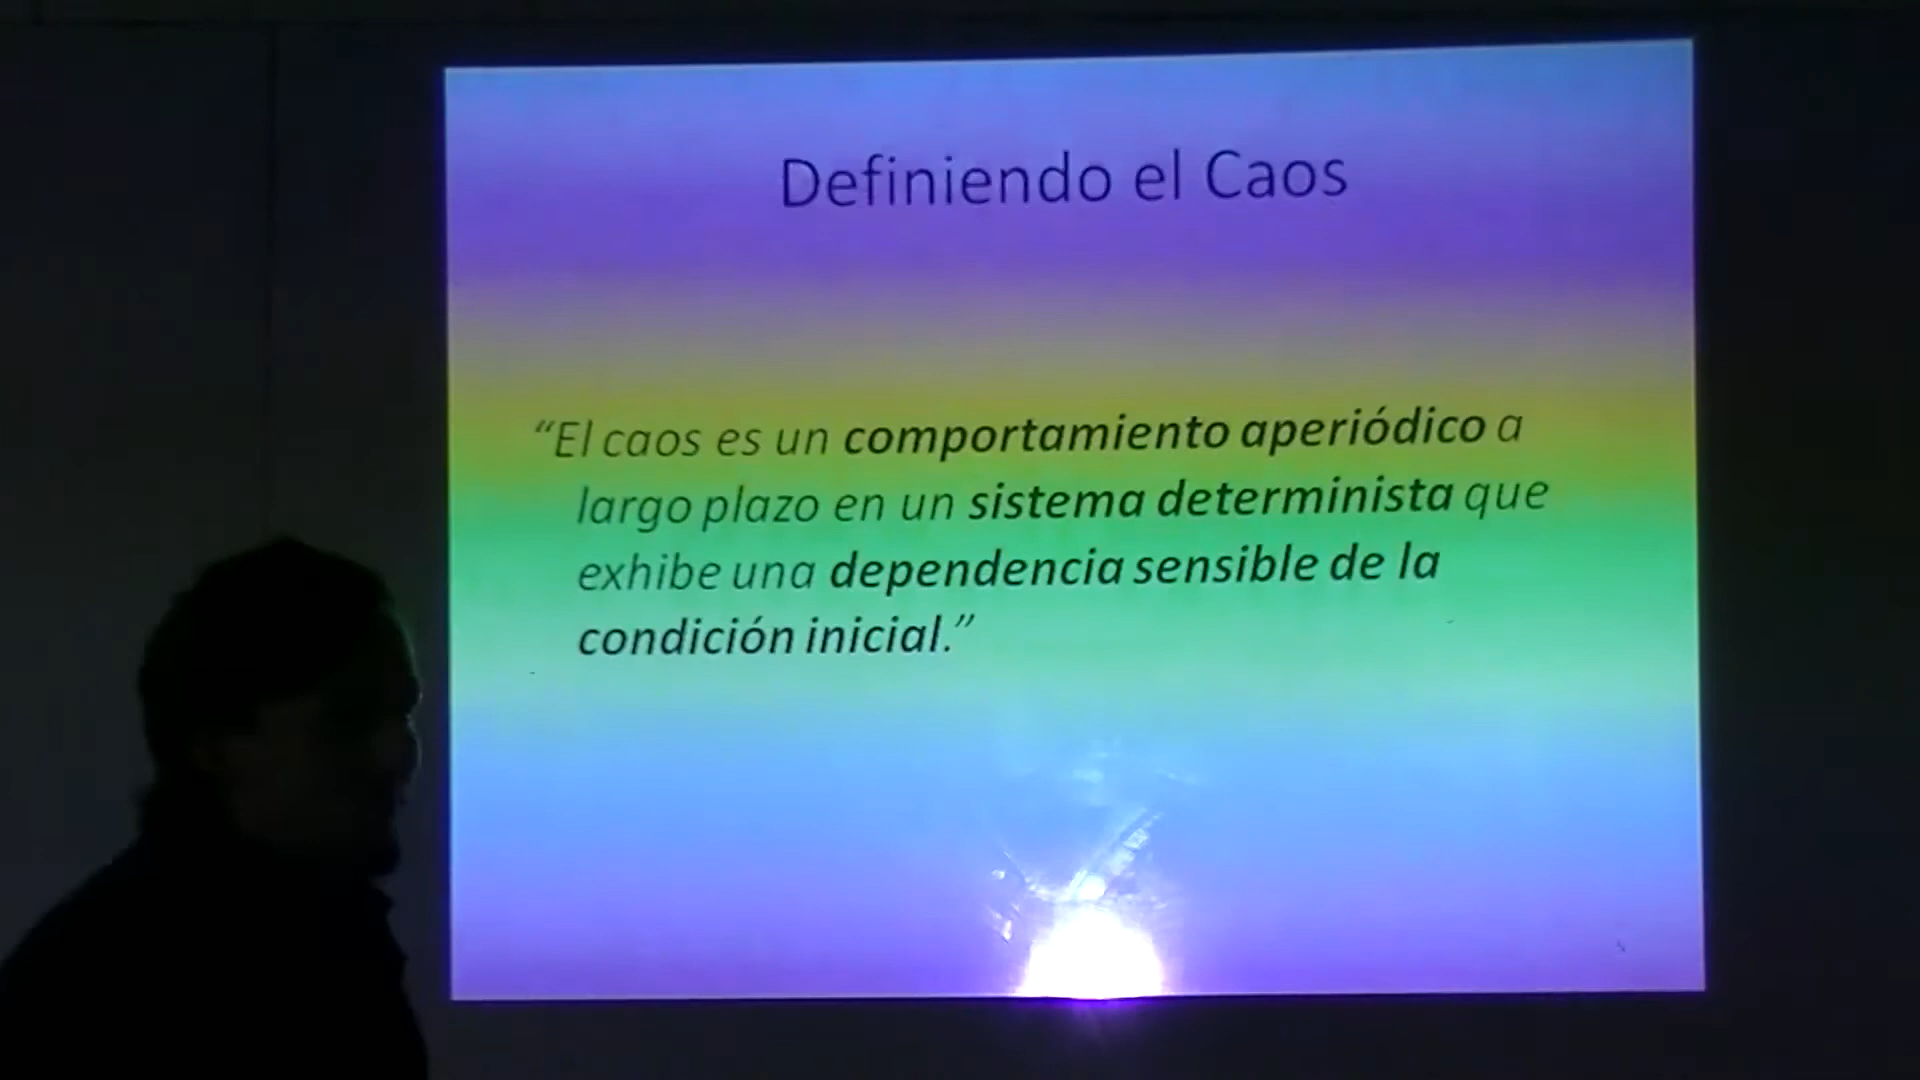 Definiendo el Caos
“El caos es un comportamiento aperiódico a
largo plazo en un sistema determinista que
exhibe una dependencia sensible de la
condición inicial.”